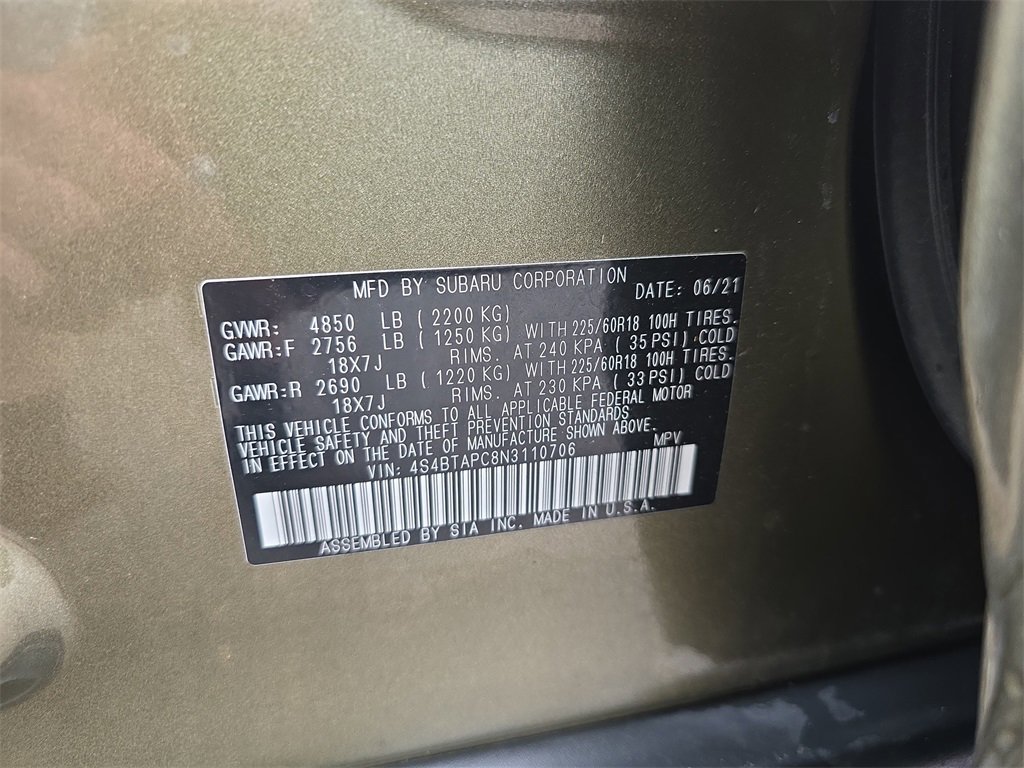 MFD BY SUBARU CORPORATION DATE: 06/21
GVWR: 4850 LB ( 2200 KG)
GAWR:F 2756 LB ( 1250 KG) WITH 225/60R18 100H TIRES.
18X7J RIMS. AT 240 KPA ( 35 PSI) COLD
GAWR:R 2690 LB ( 1220 KG) WITH 225/60R18 100H TIRES.
18X7J RIMS. AT 230 KPA ( 33 PSI) COLD
THIS VEHICLE CONFORMS TO ALL APPLICABLE FEDERAL MOTOR
VEHICLE SAFETY AND THEFT PREVENTION STANDARDS
IN EFFECT ON THE DATE OF MANUFACTURE SHOWN ABOVE.
VIN: 4S4BTAPC8N3110706 MPV
ASSEMBLED BY SIA INC. MADE IN U.S.A.